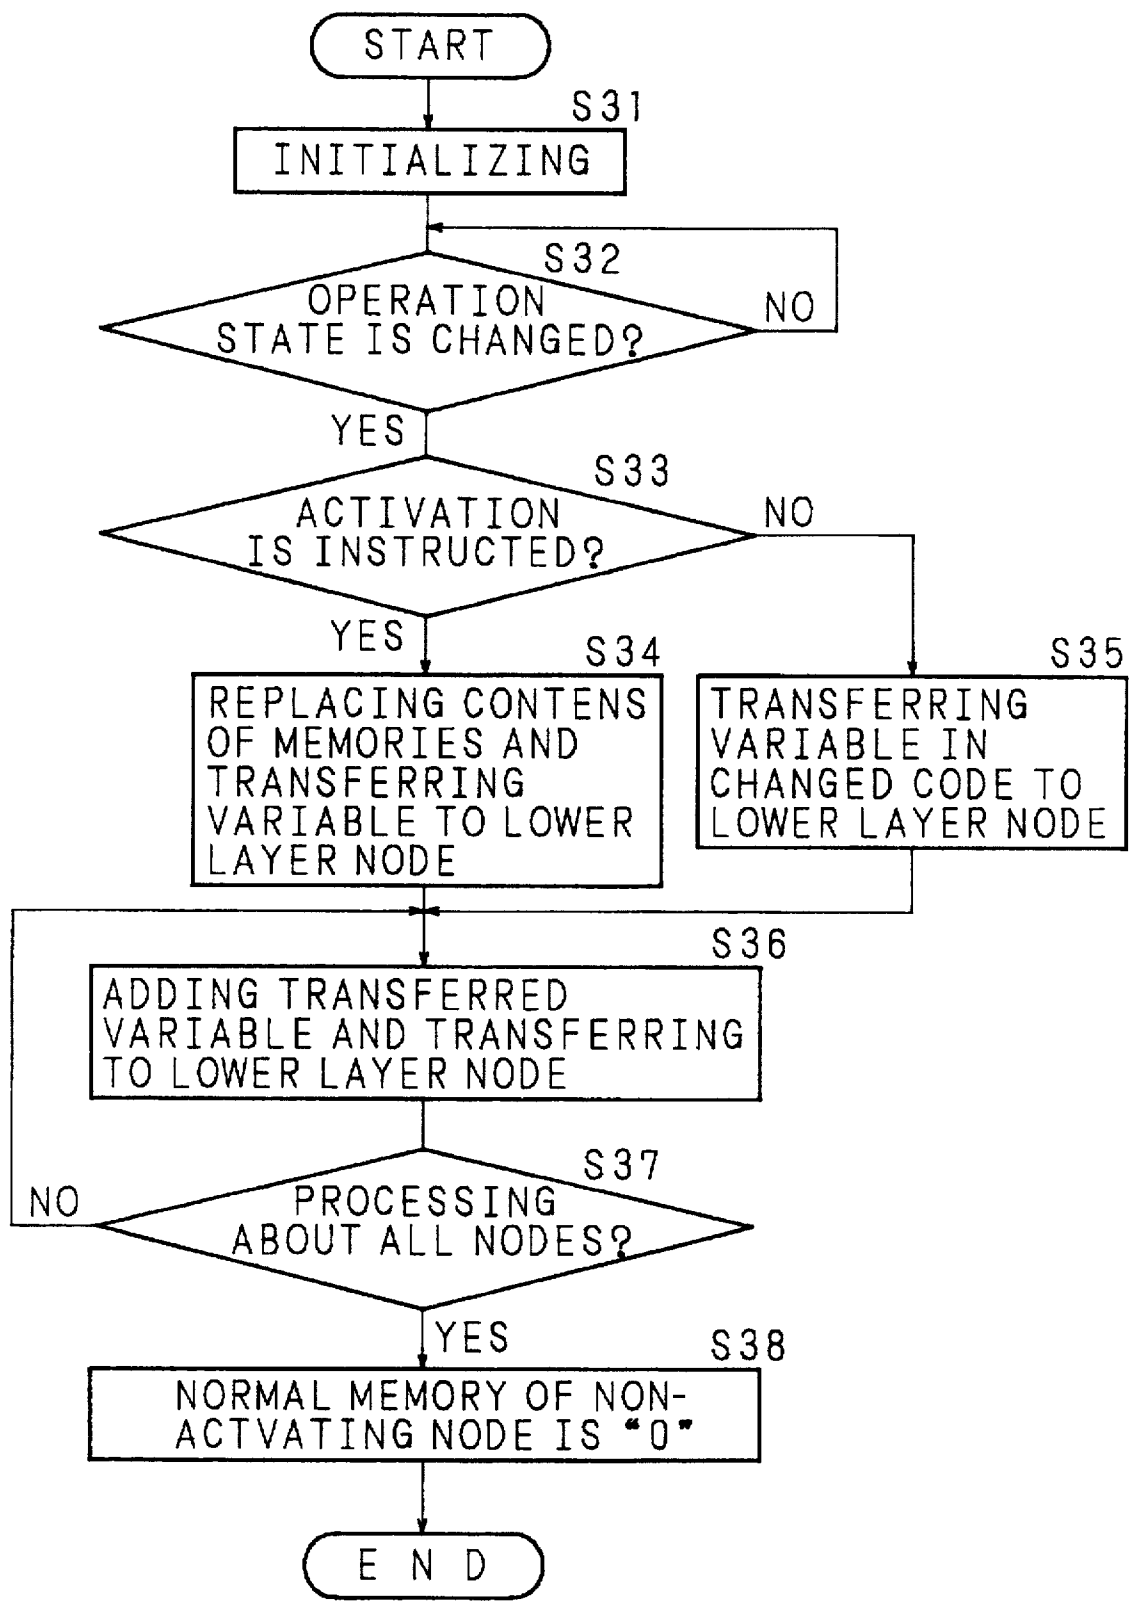 START
S31
INITIALIZING
S32
OPERATION
STATE IS CHANGED?
NO
YES
S33
ACTIVATION
IS INSTRUCTED?
NO
YES
S34
REPLACING CONTENS
OF MEMORIES AND
TRANSFERRING
VARIABLE TO LOWER
LAYER NODE
S35
TRANSFERRING
VARIABLE IN
CHANGED CODE TO
LOWER LAYER NODE
S36
ADDING TRANSFERRED
VARIABLE AND TRANSFERRING
TO LOWER LAYER NODE
S37
PROCESSING
ABOUT ALL NODES?
NO
YES
S38
NORMAL MEMORY OF NON-
ACTVATING NODE IS “0”
END